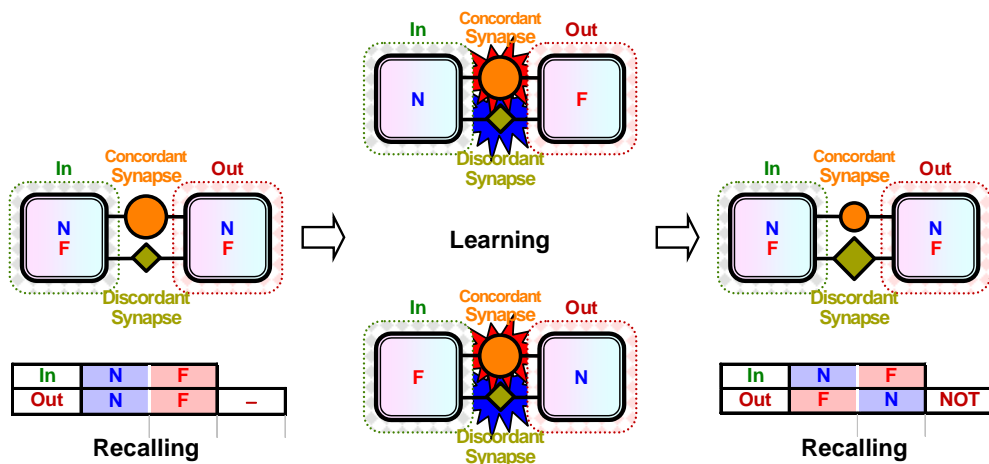 In
Concordant
Synapse
Out
N
F
N
F
Discordant
Synapse
In
N
F
Out
N
F
–
Recalling
In
Concordant
Synapse
Out
N
F
Discordant
Synapse
Learning
In
Concordant
Synapse
Out
F
N
Discordant
Synapse
In
Concordant
Synapse
Out
N
F
N
F
Discordant
Synapse
In
N
F
Out
F
N
NOT
Recalling